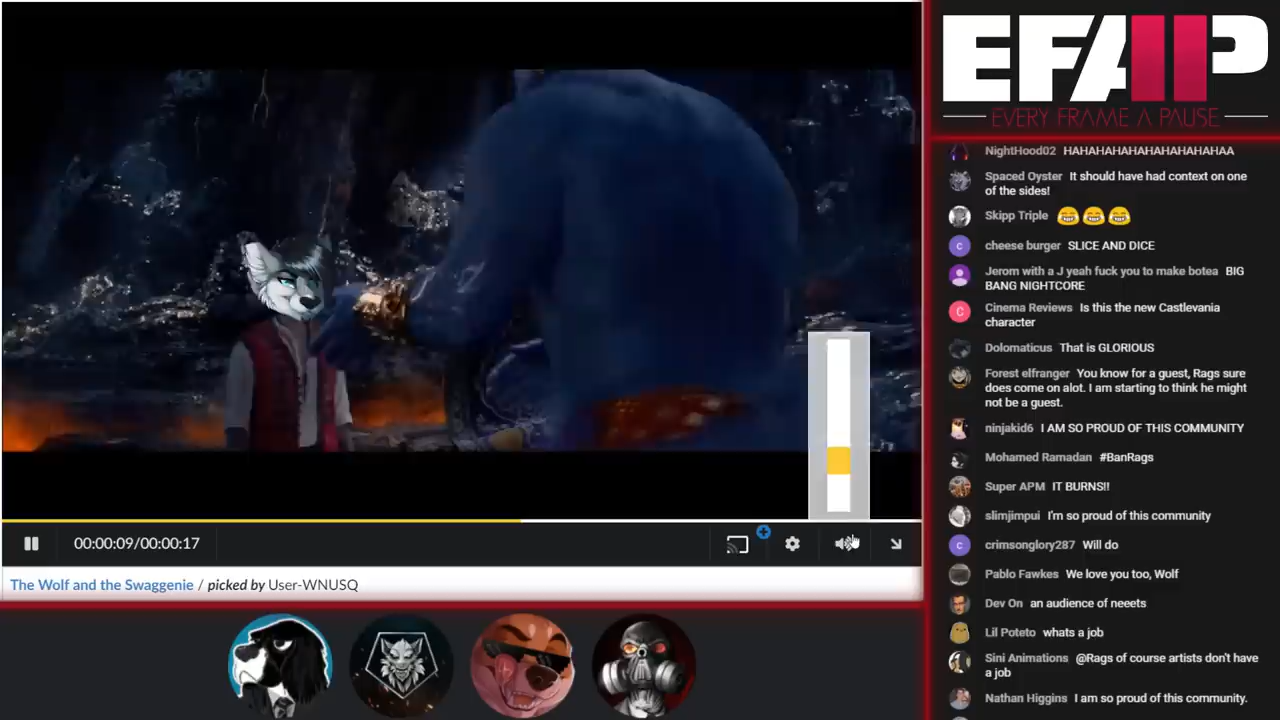 EFAP
EVERY FRAME A PAUSE
NightHood02 HAHAHAHAHAHAHAHAHAHAA
Spaced Oyster It should have had context on one
of the sides!
Skipp Triple 😂 😂 😂
c cheese burger SLICE AND DICE
Jerom with a J yeah fuck you to make botea BIG
BANG NIGHTCORE
C Cinema Reviews Is this the new Castlevania
character
Dolomaticus That is GLORIOUS
Forest elfranger You know for a guest, Rags sure
does come on alot. I am starting to think he might
not be a guest.
ninjakid6 I AM SO PROUD OF THIS COMMUNITY
Mohamed Ramadan #BanRags
Super APM IT BURNS!!
slimjimpui I'm so proud of this community
c crimsonglory287 Will do
Pablo Fawkes We love you too, Wolf
Dev On an audience of neeets
Lil Poteto whats a job
Sini Animations @Rags of course artists don't have
a job
Nathan Higgins I am so proud of this community.
00:00:09/00:00:17
The Wolf and the Swaggenie / picked by User-WNUSQ